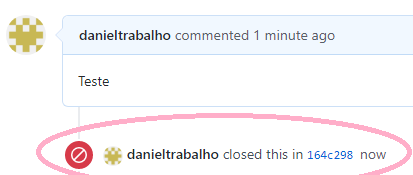 danieltrabalho commented 1 minute ago
Teste
danieltrabalho closed this in 164c298 now